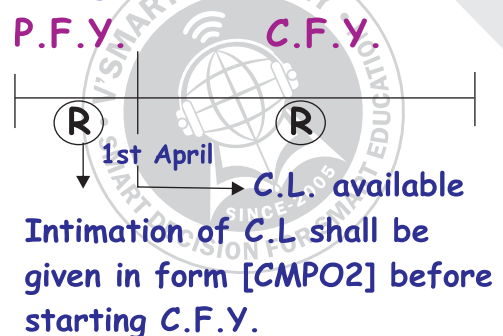 P.F.Y. C.F.Y.
R R
1st April
C.L. available
Intimation of C.L shall be
given in form [CMPO2] before
starting C.F.Y.